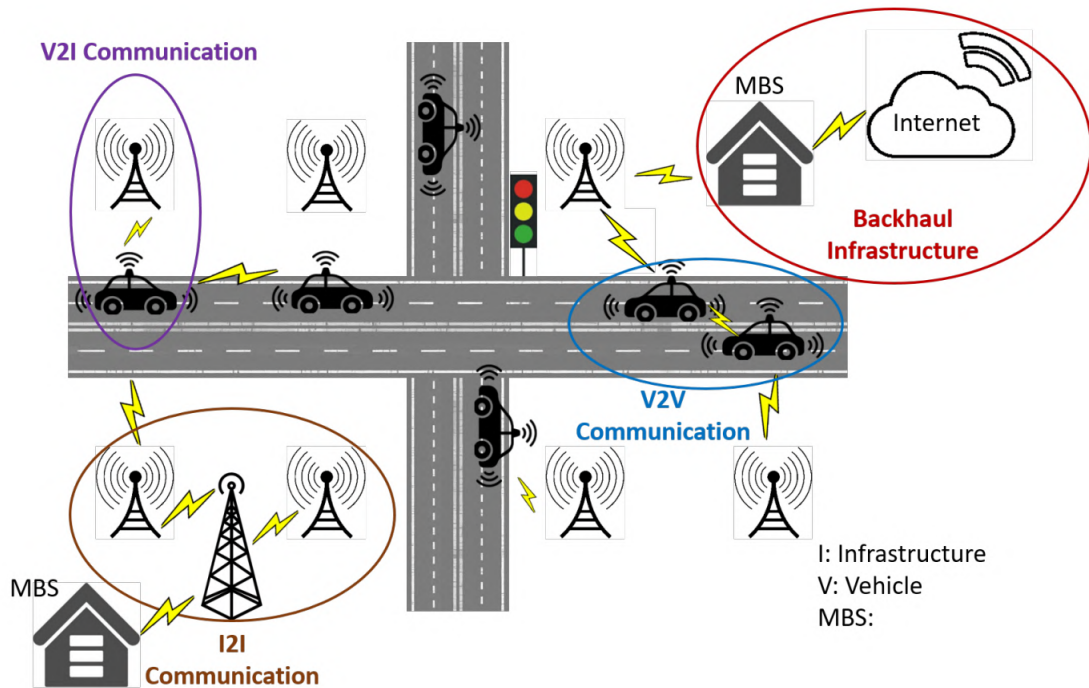 V2I Communication
MBS
Internet
Backhaul
Infrastructure
V2V
Communication
I: Infrastructure
V: Vehicle
MBS:
MBS
I2I
Communication